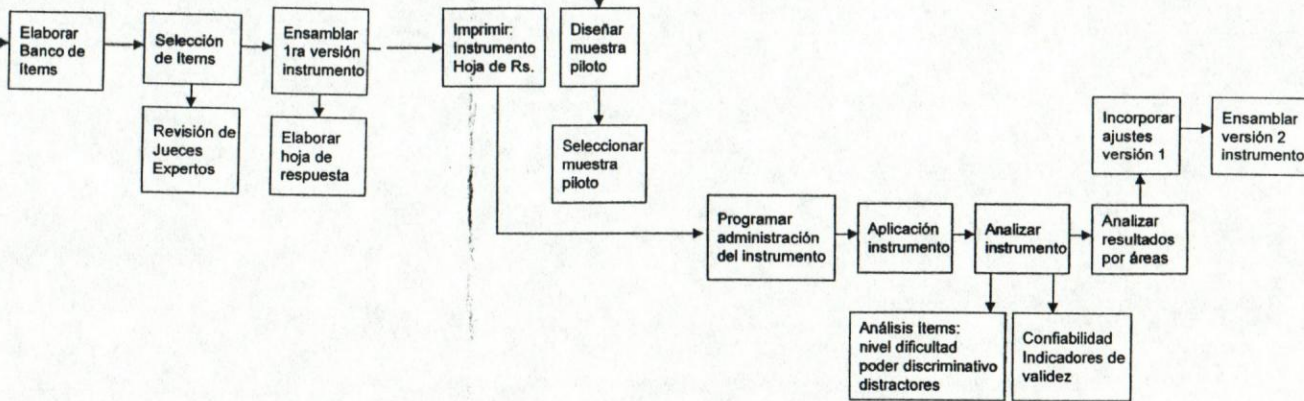 Elaborar
Banco de
Items
Selección
de Items
Ensamblar
1ra versión
instrumento
Imprimir:
Instrumento
Hoja de Rs.
Diseñar
muestra
piloto
Revisión de
Jueces
Expertos
Elaborar
hoja de
respuesta
Seleccionar
muestra
piloto
Incorporar
ajustes
versión 1
Ensamblar
versión 2
instrumento
Programar
administración
del instrumento
Aplicación
instrumento
Analizar
instrumento
Analizar
resultados
por áreas
Análisis Items:
nivel dificultad
poder discriminativo
distractores
Confiabilidad
Indicadores de
validez